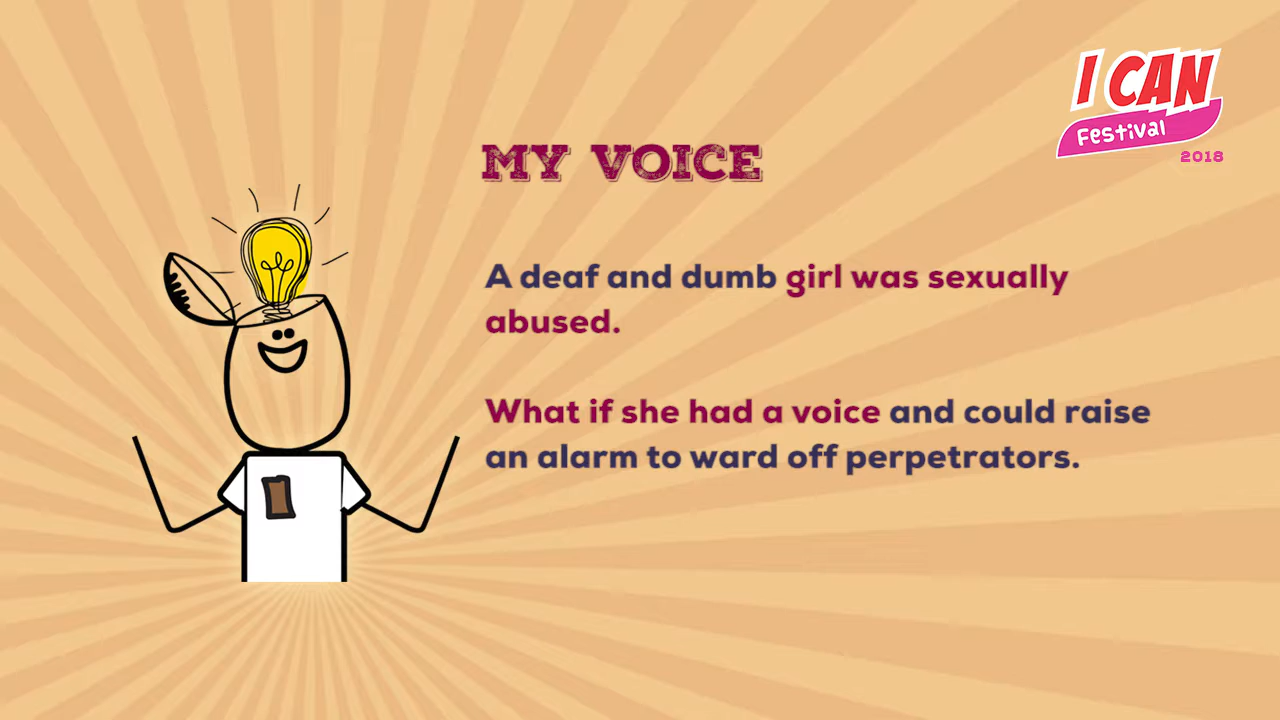 I CAN
Festival
2018
MY VOICE
A deaf and dumb girl was sexually
abused.
What if she had a voice and could raise
an alarm to ward off perpetrators.